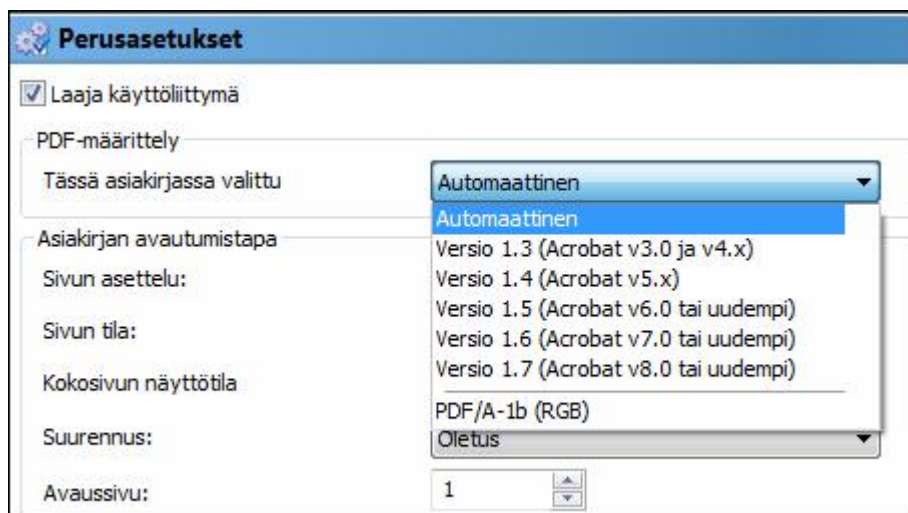 Perusasetukset
Laaja käyttöliittymä
PDF-määrittely
Tässä asiakirjassa valittu
Automaattinen
Automaattinen
Versio 1.3 (Acrobat v3.0 ja v4.x)
Versio 1.4 (Acrobat v5.x)
Versio 1.5 (Acrobat v6.0 tai uudempi)
Versio 1.6 (Acrobat v7.0 tai uudempi)
Versio 1.7 (Acrobat v8.0 tai uudempi)
PDF/A-1b (RGB)
Asiakirjan avautumistapa
Sivun asettelu:
Sivun tila:
Kokosivun näyttötila
Suurennus:
Oletus
Avaussivu:
1